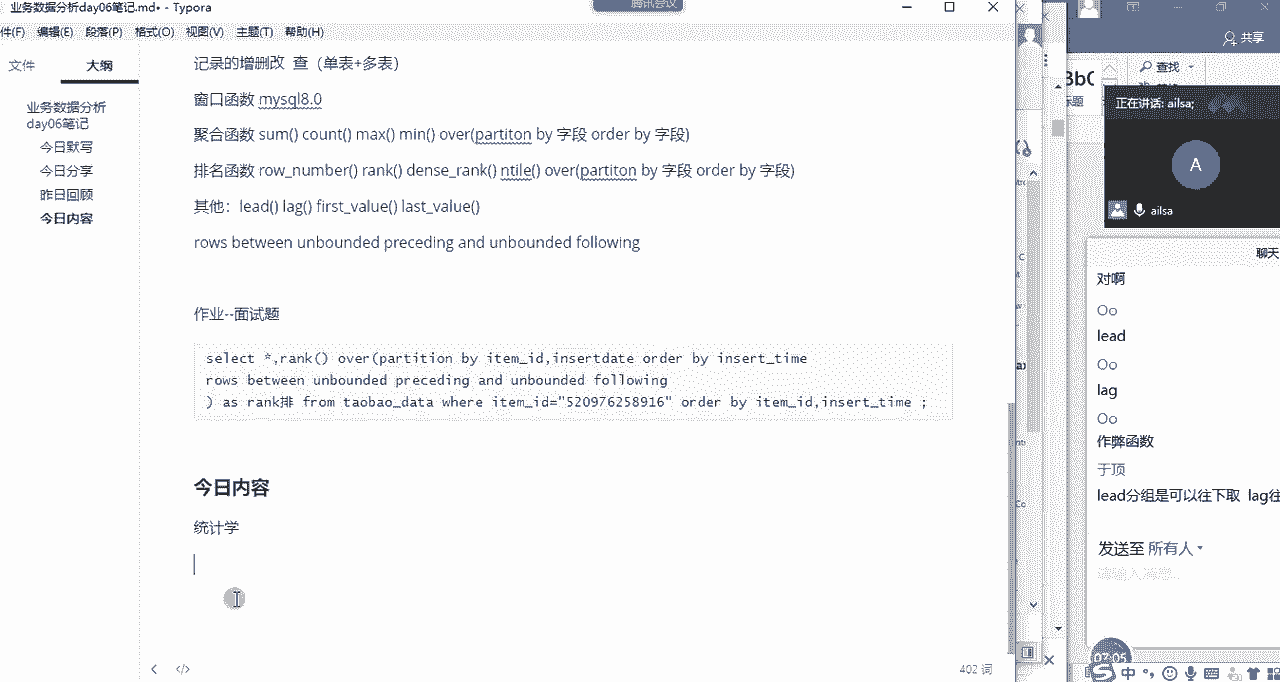 业务数据分析day06笔记.md• - Typora
腾讯会议
件(F) 编辑(E) 段落(P) 格式(O) 视图(V) 主题(T) 帮助(H)
文件 大纲
业务数据分析
day06笔记
今日默写
今日分享
昨日回顾
今日内容
记录的增删改 查（单表+多表）
窗口函数 mysql8.0
聚合函数 sum() count() max() min() over(partiton by 字段 order by 字段)
排名函数 row_number() rank() dense_rank() ntile() over(partiton by 字段 order by 字段)
其他：lead() lag() first_value() last_value()
rows between unbounded preceding and unbounded following
作业--面试题
select *,rank() over(partition by item_id,insertdate order by insert_time
rows between unbounded preceding and unbounded following
) as rank排 from taobao_data where item_id="520976258916" order by item_id,insert_time ;
今日内容
统计学
402 词
共享
查找
正在讲话: ailsa;
A
ailsa
聊天
对啊
Oo
lead
Oo
lag
Oo
作弊函数
于顶
lead分组是可以往下取 lag往
发送至 所有人
请输入消息...
02:05
中